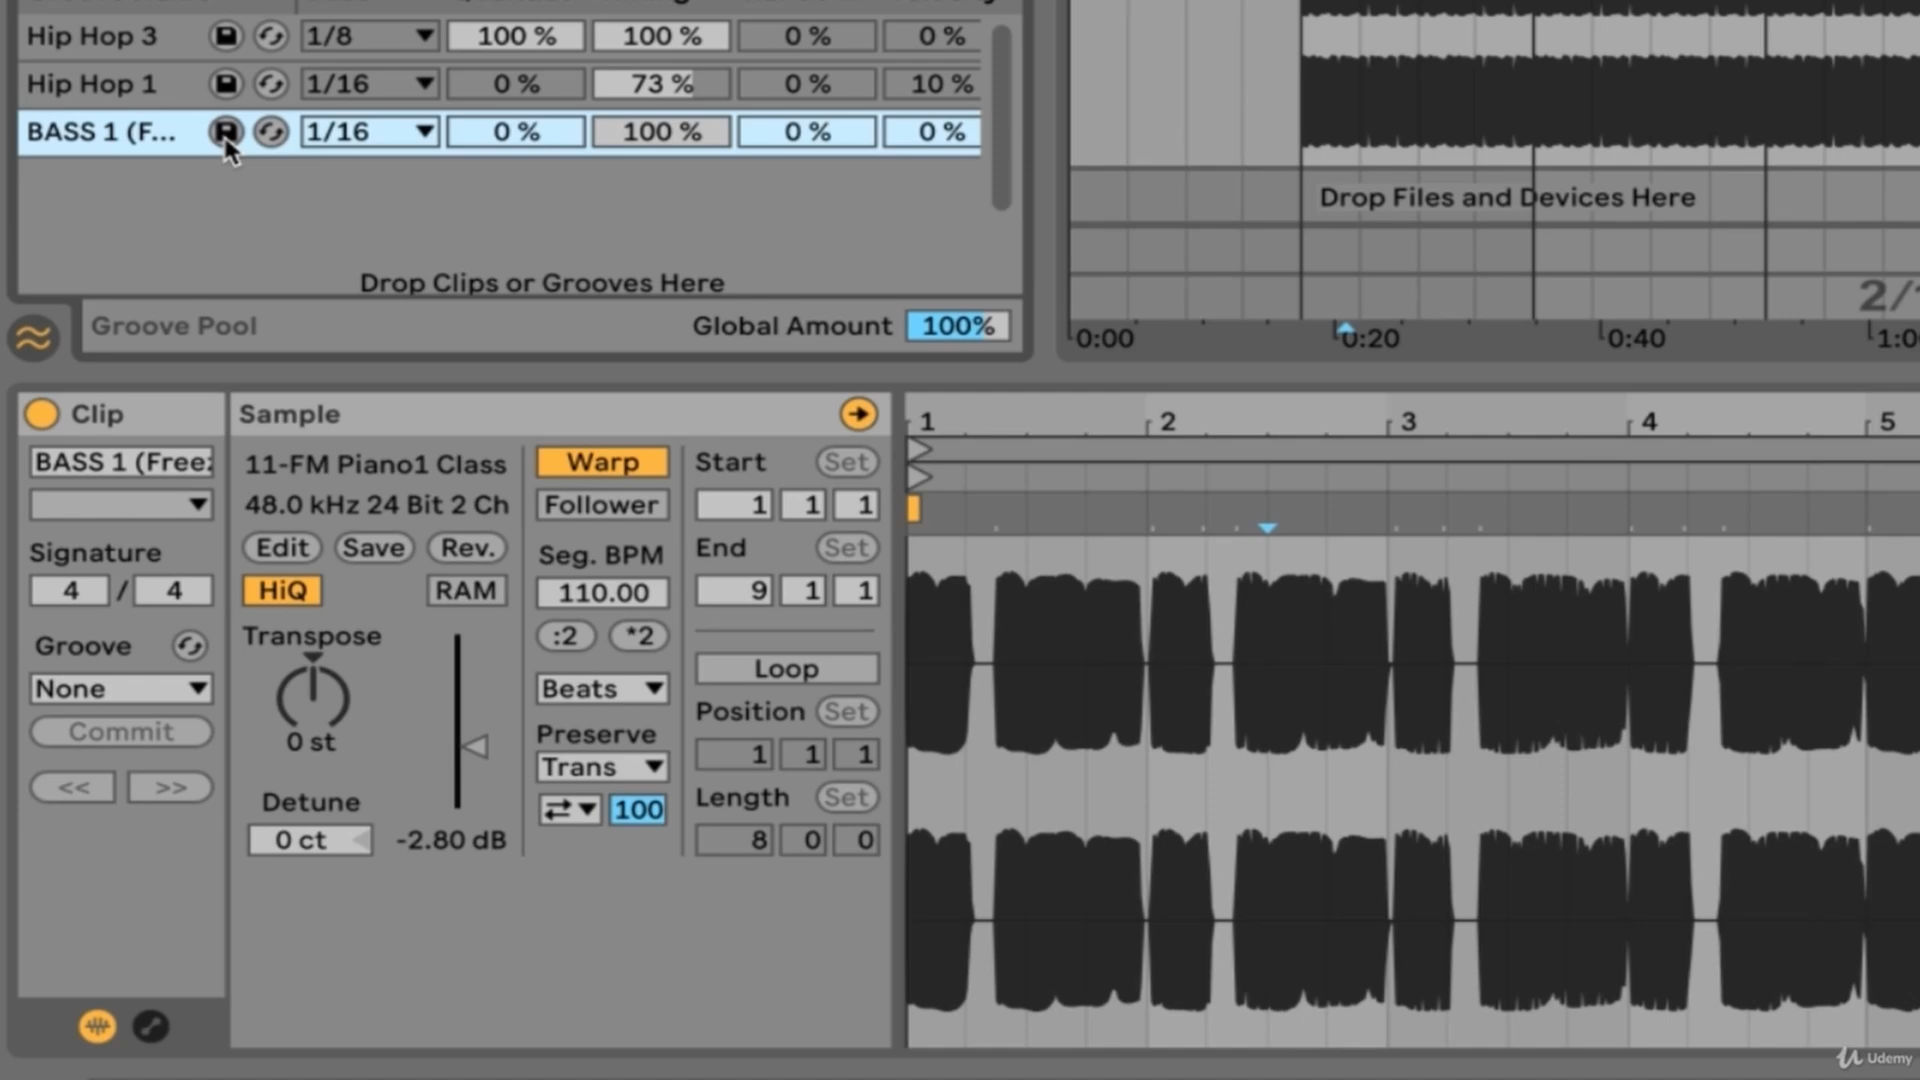 Hip Hop 3 1/8 100 % 100 % 0 % 0 %
Hip Hop 1 1/16 0 % 73 % 0 % 10 %
BASS 1 (F... 1/16 0 % 100 % 0 % 0 %
Drop Clips or Grooves Here
Groove Pool Global Amount 100%
Drop Files and Devices Here
2/
0:00 0:20 0:40 1:0
Clip
BASS 1 (Free
Signature
4 / 4
Groove
None
Commit
<< >>
Sample
11-FM Piano1 Class
48.0 kHz 24 Bit 2 Ch
Edit Save Rev.
HiQ RAM
Transpose
0 st
Detune
0 ct -2.80 dB
Warp
Follower
Seg. BPM
110.00
:2 *2
Beats
Preserve
Trans
100
Start Set
1 1 1
End Set
9 1 1
Loop
Position Set
1 1 1
Length Set
8 0 0
1 2 3 4 5
Udemy